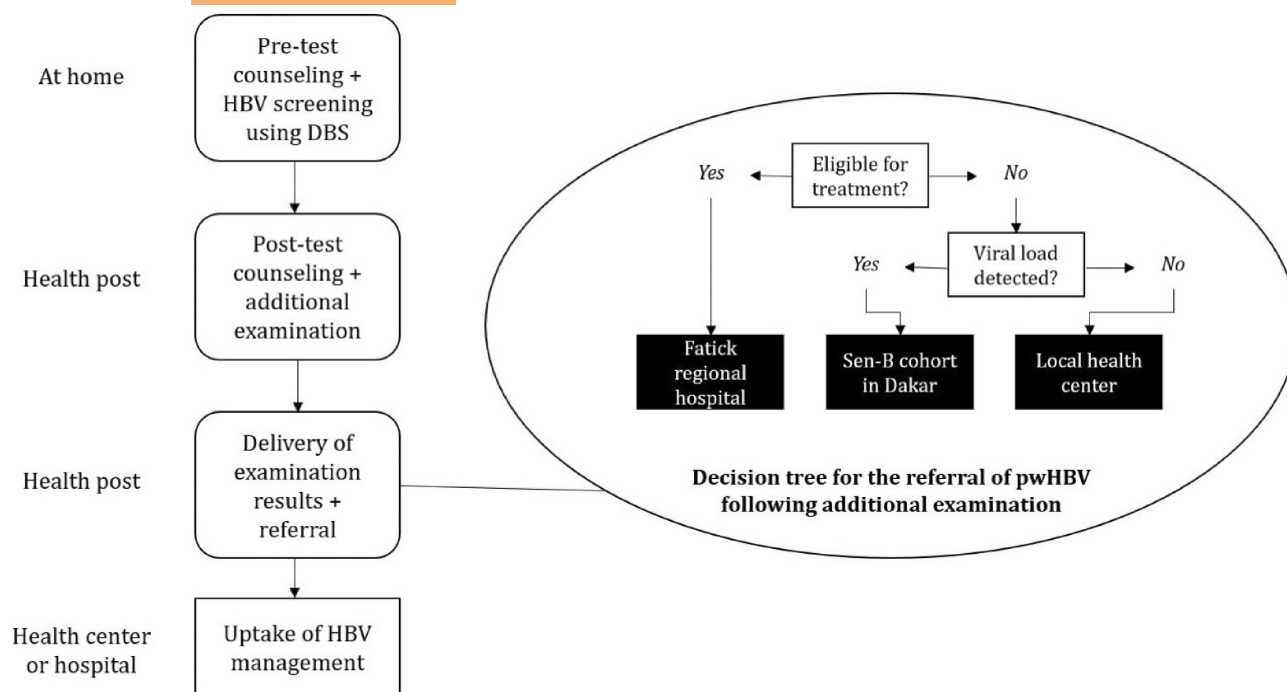 At home
Pre-test
counseling +
HBV screening
using DBS
Health post
Post-test
counseling +
additional
examination
Health post
Delivery of
examination
results +
referral
Health center
or hospital
Uptake of HBV
management
Yes
Eligible for
treatment?
No
Yes
Viral load
detected?
No
Fatick
regional
hospital
Sen-B cohort
in Dakar
Local health
center
Decision tree for the referral of pwHBV
following additional examination